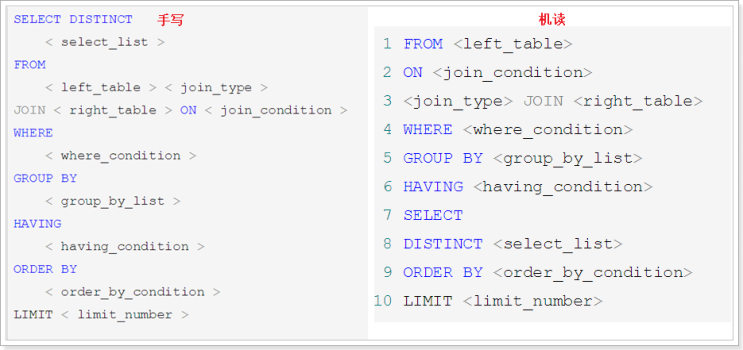 SELECT DISTINCT 手写
< select_list >
FROM
< left_table > < join_type >
JOIN < right_table > ON < join_condition >
WHERE
< where_condition >
GROUP BY
< group_by_list >
HAVING
< having_condition >
ORDER BY
< order_by_condition >
LIMIT < limit_number >
机读
1 FROM <left_table>
2 ON <join_condition>
3 <join_type> JOIN <right_table>
4 WHERE <where_condition>
5 GROUP BY <group_by_list>
6 HAVING <having_condition>
7 SELECT
8 DISTINCT <select_list>
9 ORDER BY <order_by_condition>
10 LIMIT <limit_number>